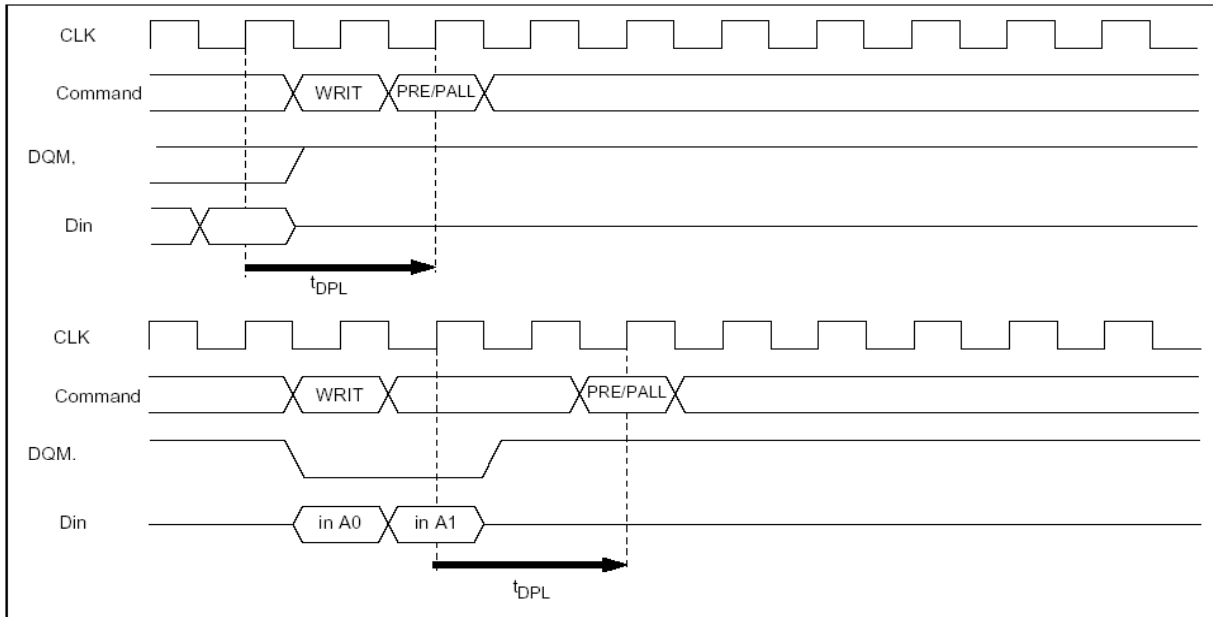 CLK
Command WRIT PRE/PALL
DQM,
Din
tDPL
CLK
Command WRIT PRE/PALL
DQM.
Din in A0 in A1
tDPL